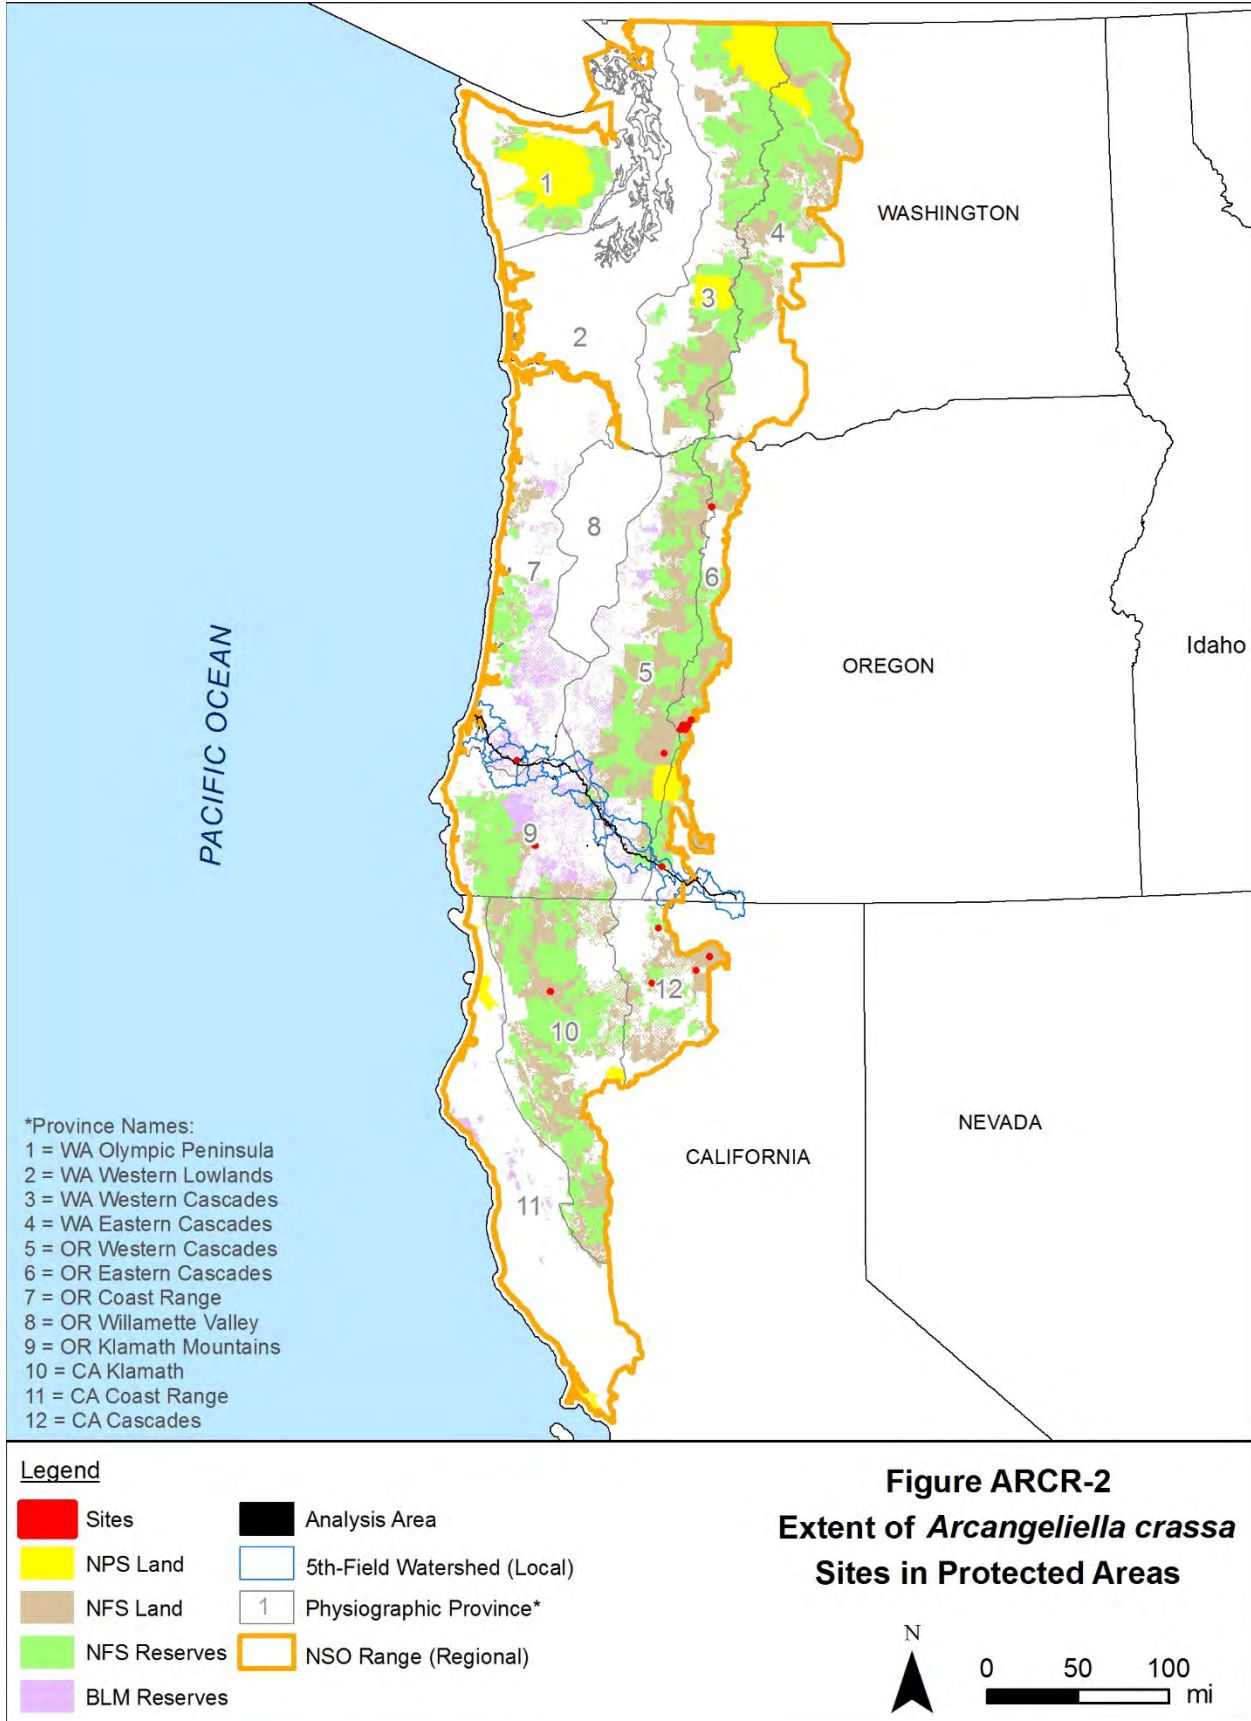 1
WASHINGTON
4
3
2
8
7
6
Idaho
5
OREGON
PACIFIC OCEAN
9
12
10
NEVADA
CALIFORNIA
11
*Province Names:
1 = WA Olympic Peninsula
2 = WA Western Lowlands
3 = WA Western Cascades
4 = WA Eastern Cascades
5 = OR Western Cascades
6 = OR Eastern Cascades
7 = OR Coast Range
8 = OR Willamette Valley
9 = OR Klamath Mountains
10 = CA Klamath
11 = CA Coast Range
12 = CA Cascades
Legend
Sites
NPS Land
NFS Land
NFS Reserves
BLM Reserves
Analysis Area
5th-Field Watershed (Local)
1 Physiographic Province*
NSO Range (Regional)
Figure ARCR-2
Extent of Arcangeliella crassa
Sites in Protected Areas
N
0 50 100
mi